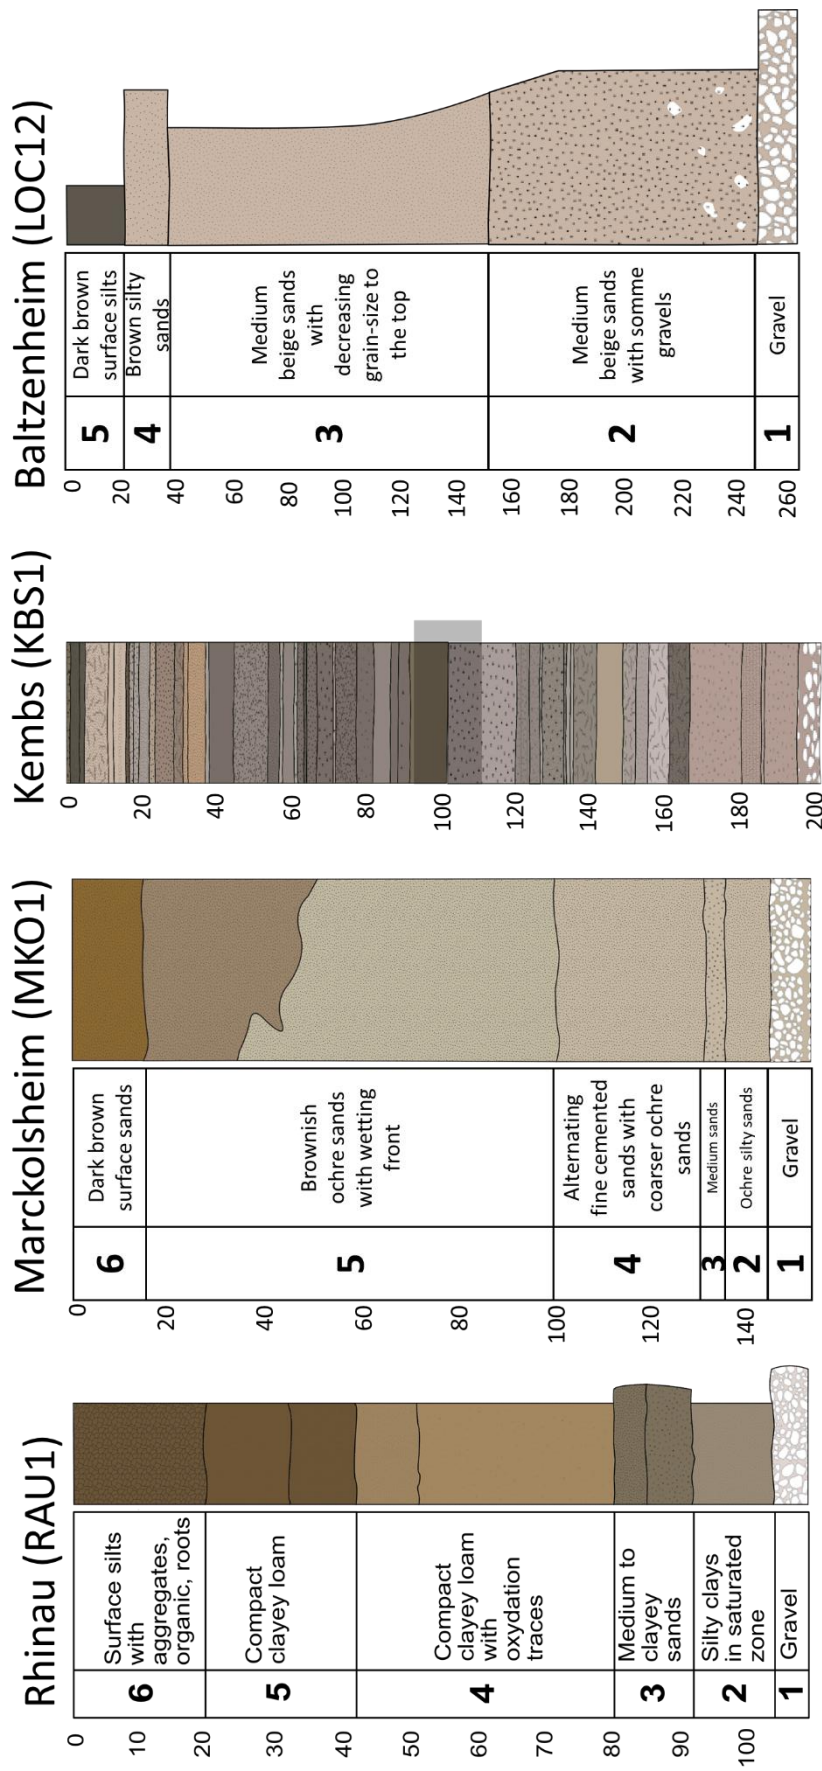 Rhinau (RAU1)
0
10
20
30
40
50
60
70
80
90
100
6
Surface silts
with
aggregates,
organic, roots
5
Compact
clayey loam
4
Compact
clayey loam
with
oxydation
traces
3
Medium to
clayey
sands
2
Silty clays
in saturated
zone
1
Gravel
Marckolsheim (MKO1)
0
20
40
60
80
100
120
140
6
Dark brown
surface sands
5
Brownish
ochre sands
with wetting
front
4
Alternating
fine cemented
sands with
coarser ochre
sands
3
Medium sands
2
Ochre silty sands
1
Gravel
Kembs (KBS1)
0
20
40
60
80
100
120
140
160
180
200
Baltzenheim (LOC12)
0
20
40
60
80
100
120
140
160
180
200
220
240
260
5
Dark brown
surface silts
4
Brown silty
sands
3
Medium
beige sands
with
decreasing
grain-size to
the top
2
Medium
beige sands
with somme
gravels
1
Gravel